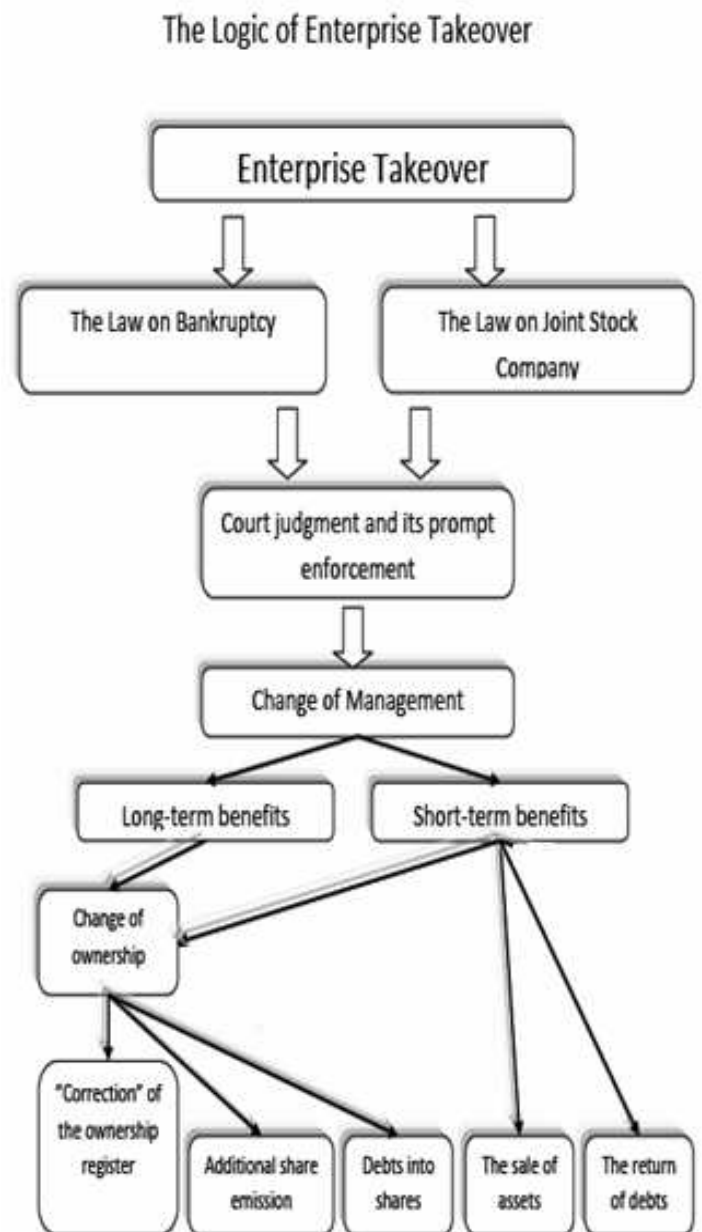 The Logic of Enterprise Takeover
Enterprise Takeover
The Law on Bankruptcy
The Law on Joint Stock
Company
Court judgment and its prompt
enforcement
Change of Management
Long-term benefits
Short-term benefits
Change of
ownership
"Correction" of
the ownership
register
Additional share
emission
Debts into
shares
The sale of
assets
The return
of debts